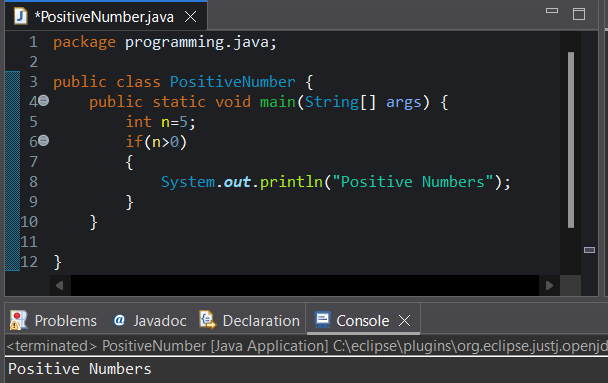 *PositiveNumber.java
1 package programming.java;
2
3 public class PositiveNumber {
4     public static void main(String[] args) {
5         int n=5;
6         if(n>0)
7         {
8             System.out.println("Positive Numbers");
9         }
10     }
11
12 }
Problems @ Javadoc Declaration Console
<terminated> PositiveNumber [Java Application] C:\eclipse\plugins\org.eclipse.justj.openjd
Positive Numbers